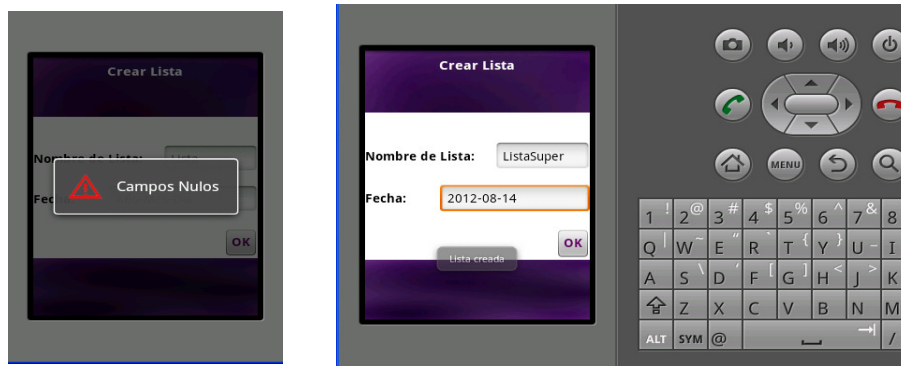 Crear Lista
Nombre de Lista: Lista
Campos Nulos
OK
Crear Lista
Nombre de Lista: ListaSuper
Fecha: 2012-08-14
OK
Lista creada
MENU
1 ! 2 @ 3 # 4 $ 5 % 6 ^ 7 & 8
Q | W ~ E " R ` T { Y } U - I
A S \ D ' F [ G ] H < J > K
Z X C V B N M
ALT SYM @ /